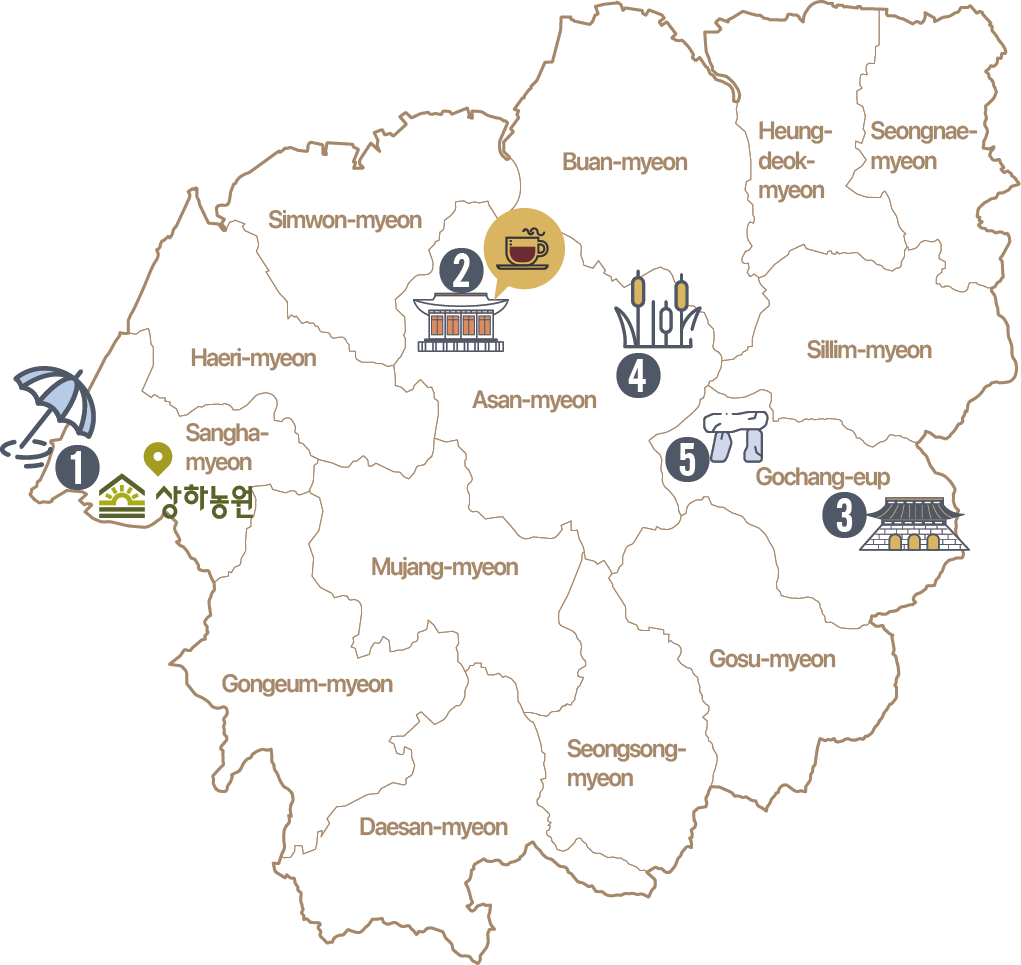 Heung-
deok-
myeon
Seongnae-
myeon
Buan-myeon
Simwon-myeon
2
Haeri-myeon
Sillim-myeon
4
Asan-myeon
Sangha-
myeon
1
상하농원
5
Gochang-eup
3
Mujang-myeon
Gosu-myeon
Gongeum-myeon
Seongsong-
myeon
Daesan-myeon